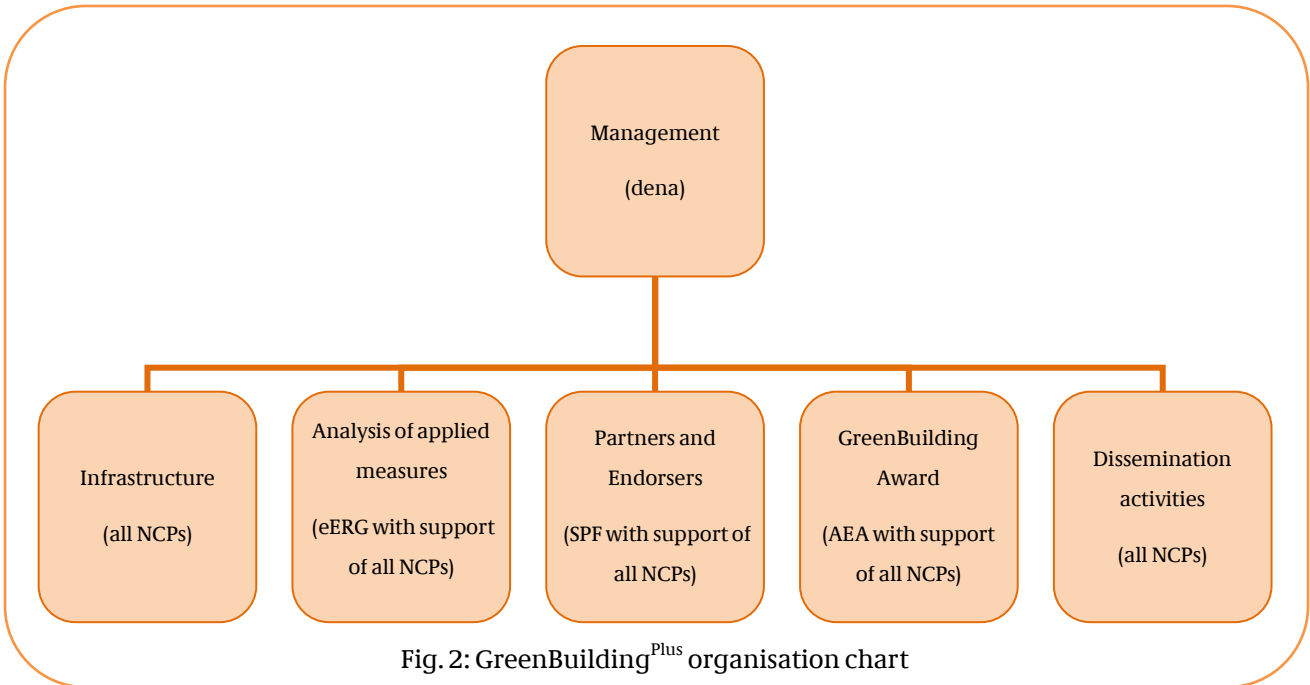 Management
(dena)
Infrastructure
(all NCPs)
Analysis of applied
measures
(eERG with support
of all NCPs)
Partners and
Endorsers
(SPF with support of
all NCPs)
GreenBuilding
Award
(AEA with support
of all NCPs)
Dissemination
activities
(all NCPs)
Fig. 2: GreenBuildingPlus organisation chart